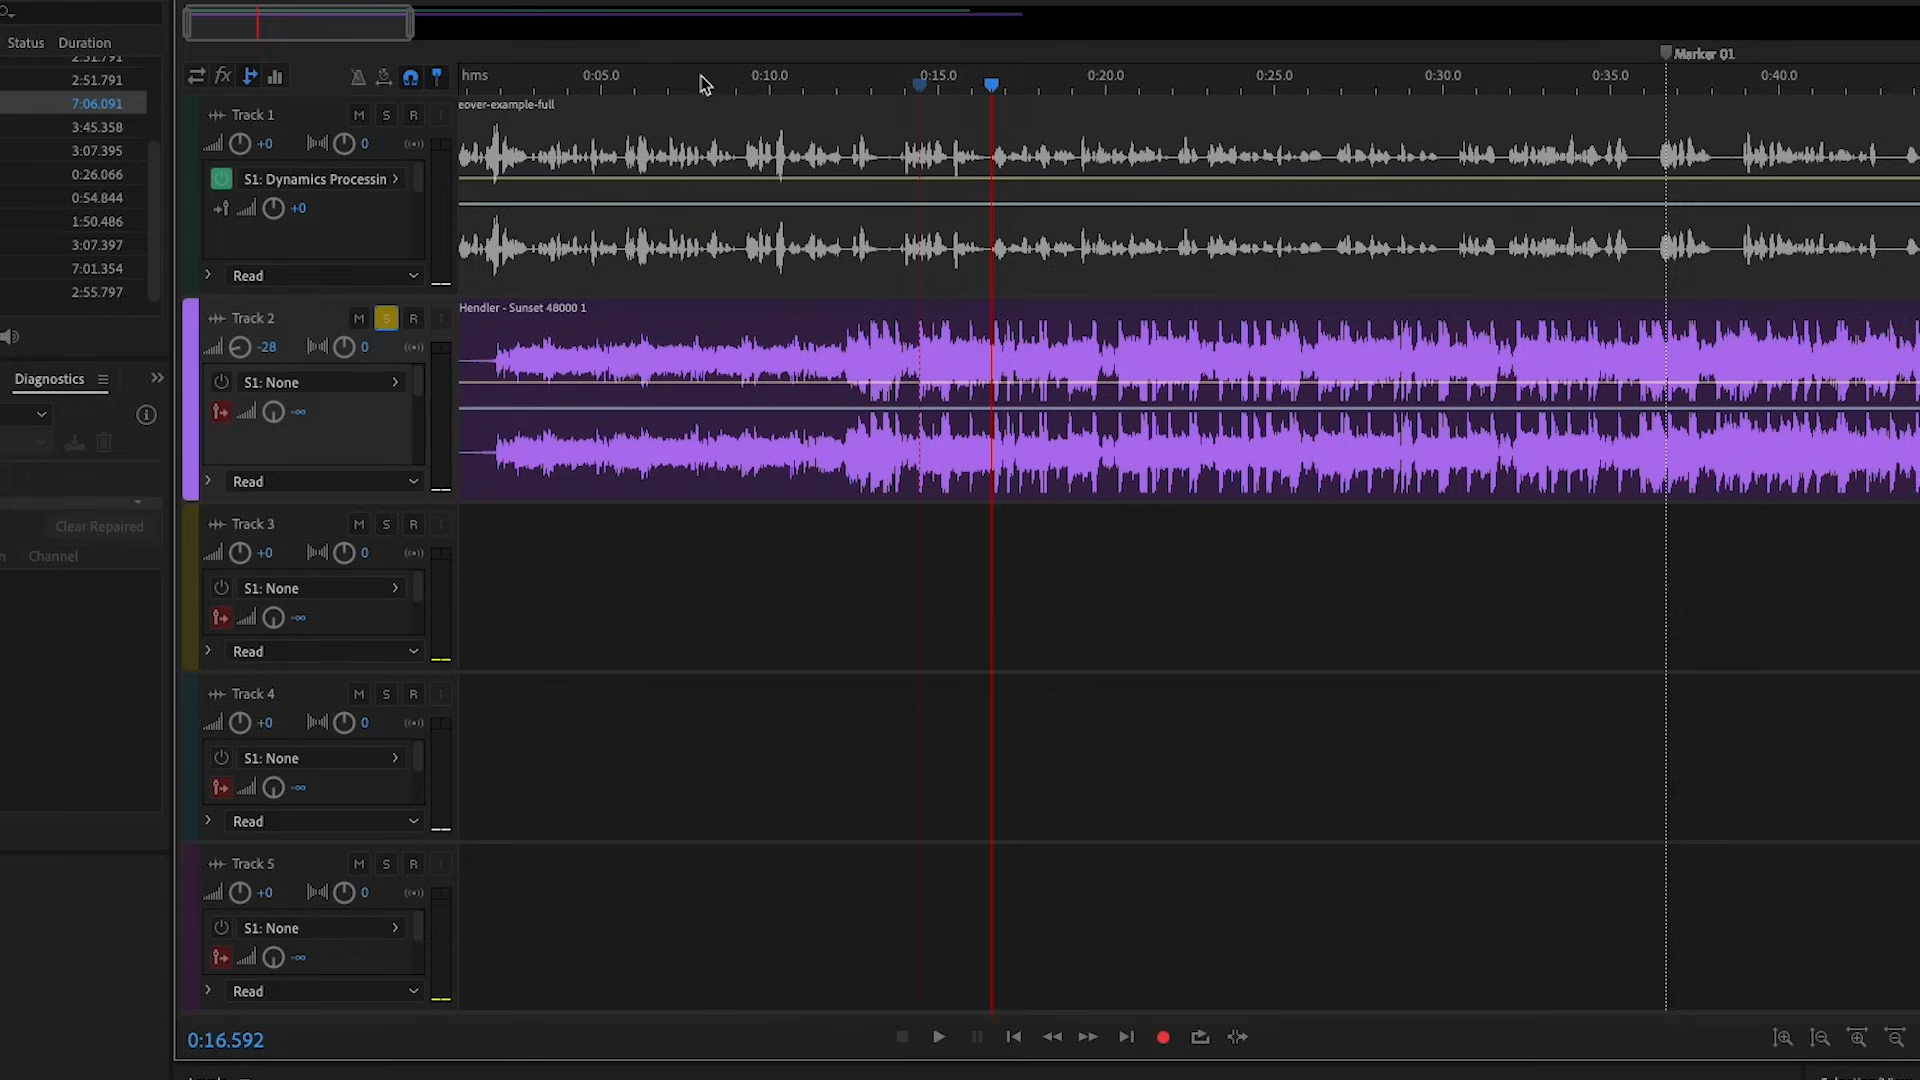 Status Duration
2:51.791
2:51.791
7:06.091
3:45.358
3:07.395
0:26.066
0:54.844
1:50.486
3:07.397
7:01.354
2:55.797
Diagnostics
Clear Repaired
Channel
Marker 01
fx
hms 0:05.0 0:10.0 0:15.0 0:20.0 0:25.0 0:30.0 0:35.0 0:40.0
Track 1 M S R I
eover-example-full
+0 0
S1: Dynamics Processin
+0
Read
Track 2 M S R I
Hendler - Sunset 48000 1
-28 0
S1: None
-∞
Read
Track 3 M S R I
+0 0
S1: None
-∞
Read
Track 4 M S R I
+0 0
S1: None
-∞
Read
Track 5 M S R I
+0 0
S1: None
-∞
Read
0:16.592